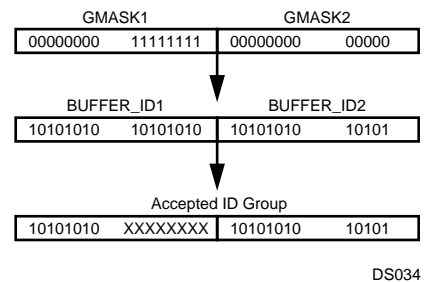 GMASK1 GMASK2
00000000 11111111 00000000 00000
BUFFER_ID1 BUFFER_ID2
10101010 10101010 10101010 10101
Accepted ID Group
10101010 XXXXXXXX 10101010 10101
DS034